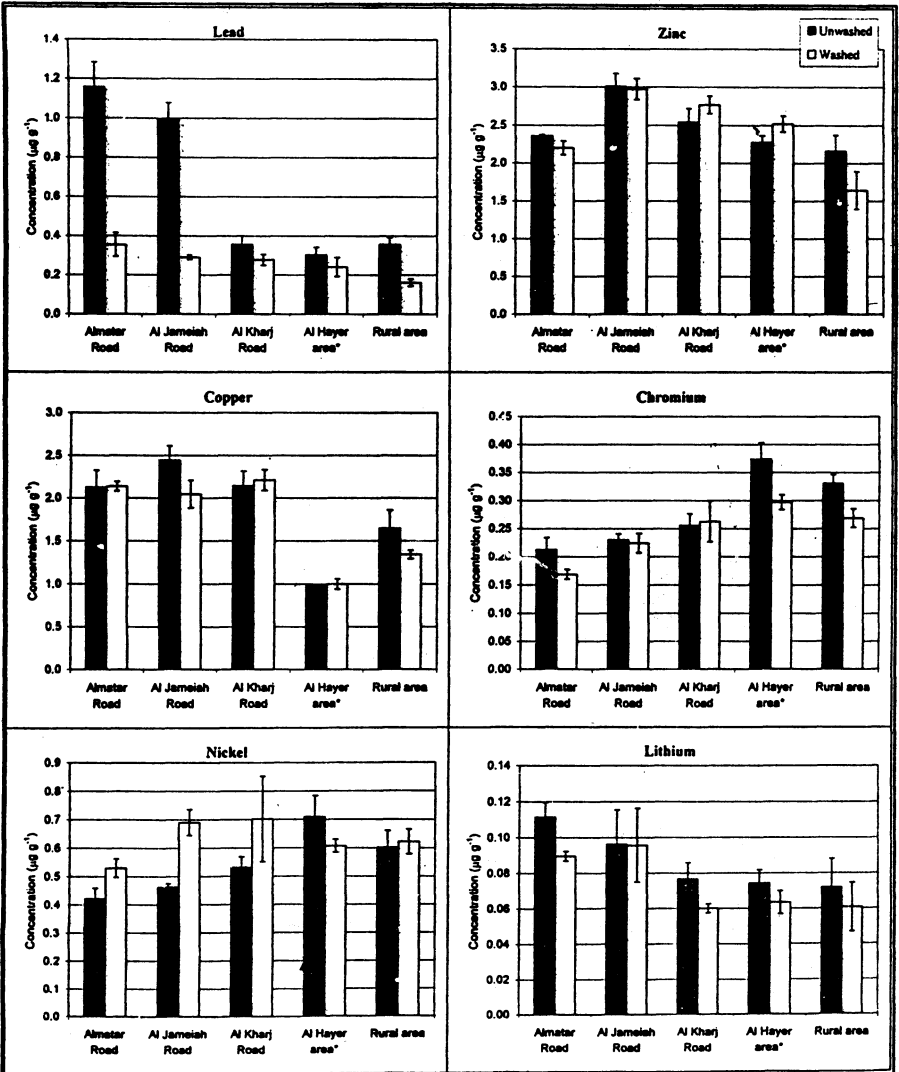 Lead
Concentration (µg g⁻¹)
1.4
1.2
1.0
0.8
0.6
0.4
0.2
0.0
Almatar Road
Al Jameiah Road
Al Kharj Road
Al Hayer area*
Rural area
Zinc
Unwashed
Washed
Concentration (µg g⁻¹)
3.5
3.0
2.5
2.0
1.5
1.0
0.5
0.0
Almatar Road
Al Jameiah Road
Al Kharj Road
Al Hayer area*
Rural area
Copper
Concentration (µg g⁻¹)
3.0
2.5
2.0
1.5
1.0
0.5
0.0
Almatar Road
Al Jameiah Road
Al Kharj Road
Al Hayer area*
Rural area
Chromium
Concentration (µg g⁻¹)
0.45
0.40
0.35
0.30
0.25
0.20
0.15
0.10
0.05
0.00
Almatar Road
Al Jameiah Road
Al Kharj Road
Al Hayer area*
Rural area
Nickel
Concentration (µg g⁻¹)
0.9
0.8
0.7
0.6
0.5
0.4
0.3
0.2
0.1
0.0
Almatar Road
Al Jameiah Road
Al Kharj Road
Al Hayer area*
Rural area
Lithium
Concentration (µg g⁻¹)
0.14
0.12
0.10
0.08
0.06
0.04
0.02
0.00
Almatar Road
Al Jameiah Road
Al Kharj Road
Al Hayer area*
Rural area